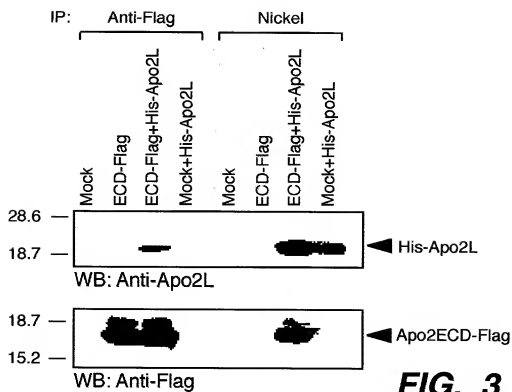 IP: Anti-Flag Nickel
Mock
ECD-Flag
ECD-Flag+His-Apo2L
Mock+His-Apo2L
Mock
ECD-Flag
ECD-Flag+His-Apo2L
Mock+His-Apo2L
28.6
18.7
His-Apo2L
WB: Anti-Apo2L
18.7
Apo2ECD-Flag
15.2
WB: Anti-Flag
FIG. 3